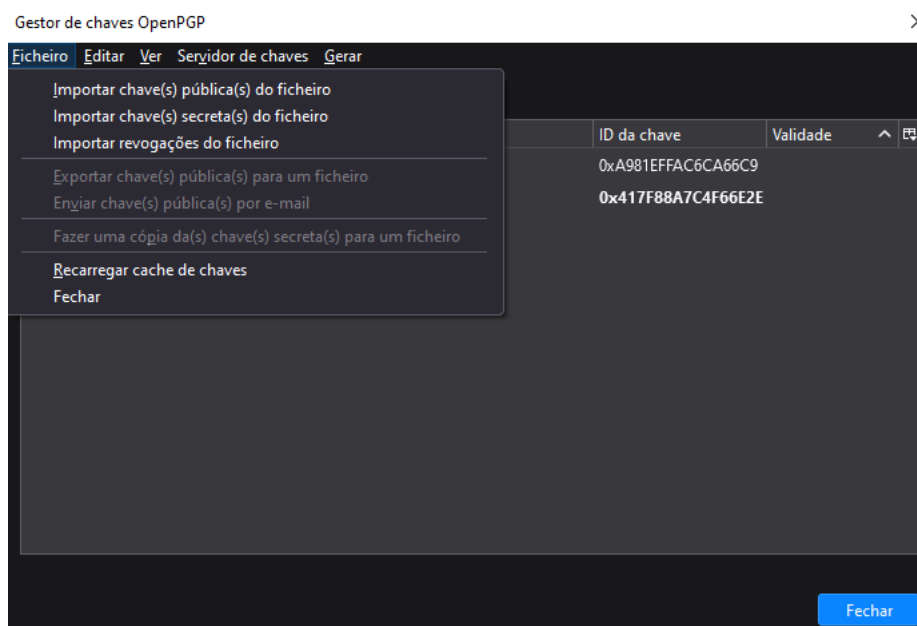 Gestor de chaves OpenPGP
Ficheiro Editar Ver Servidor de chaves Gerar
Importar chave(s) pública(s) do ficheiro
Importar chave(s) secreta(s) do ficheiro
Importar revogações do ficheiro
Exportar chave(s) pública(s) para um ficheiro
Enviar chave(s) pública(s) por e-mail
Fazer uma cópia da(s) chave(s) secreta(s) para um ficheiro
Recarregar cache de chaves
Fechar
ID da chave Validade
0xA981EFFAC6CA66C9
0x417F88A7C4F66E2E
Fechar